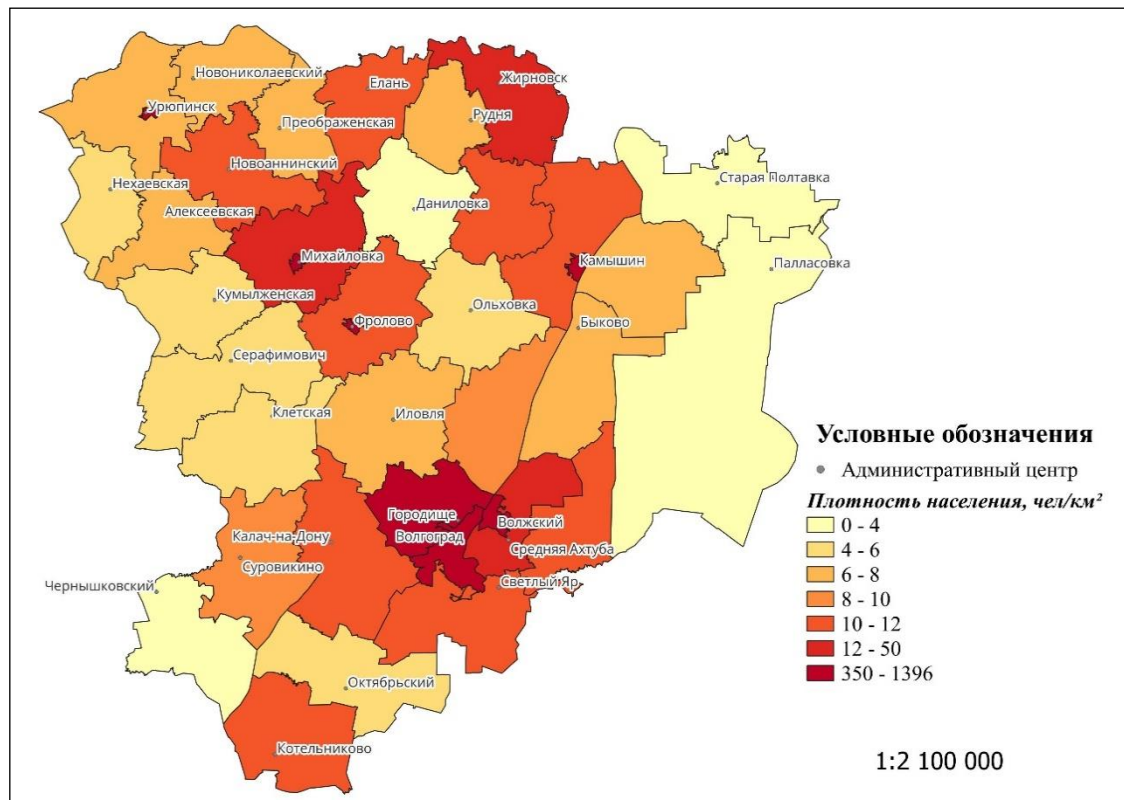 Новониколаевский
Елань
Жирновск
Урюпинск
Преображенская
Рудня
Новоаннинский
Старая Полтавка
Нехаевская
Алексеевская
Даниловка
Михайловка
Камышин
Палласовка
Кумылженская
Ольховка
Фролово
Быково
Серафимович
Клетская
Иловля
Городище
Волжский
Калач-на-Дону
Волгоград
Средняя Ахтуба
Суровикино
Чернышковский
Светлый Яр
Октябрьский
Котельниково
Условные обозначения
Административный центр
Плотность населения, чел/км²
0 - 4
4 - 6
6 - 8
8 - 10
10 - 12
12 - 50
350 - 1396
1:2 100 000